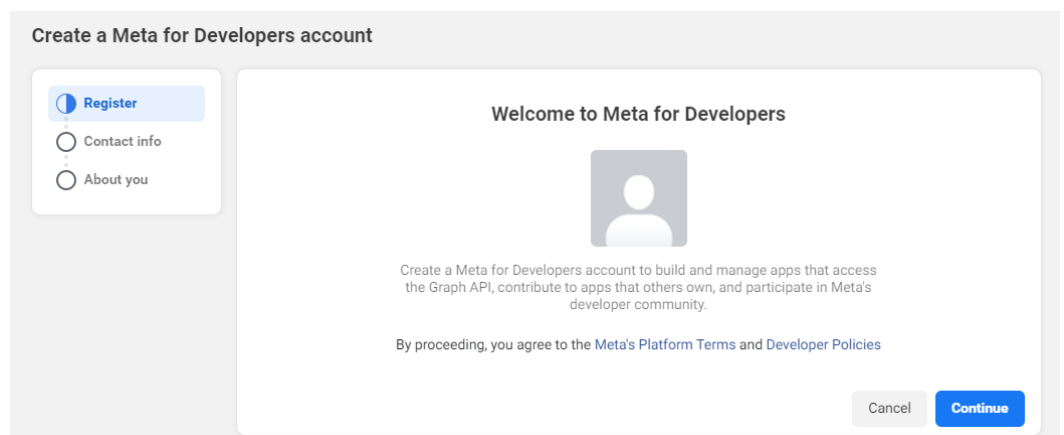 Create a Meta for Developers account
Register
Contact info
About you
Welcome to Meta for Developers
Create a Meta for Developers account to build and manage apps that access
the Graph API, contribute to apps that others own, and participate in Meta's
developer community.
By proceeding, you agree to the Meta's Platform Terms and Developer Policies
Cancel
Continue